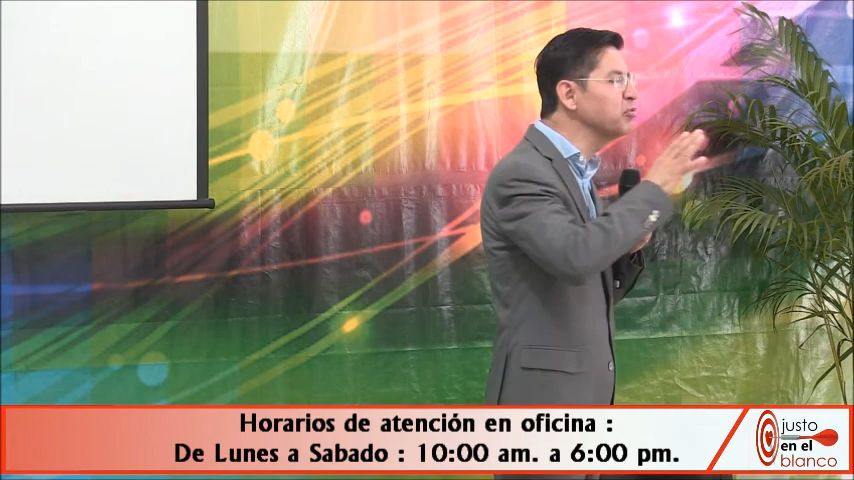 Horarios de atención en oficina :
De Lunes a Sabado : 10:00 am. a 6:00 pm.
justo
en el
blanco